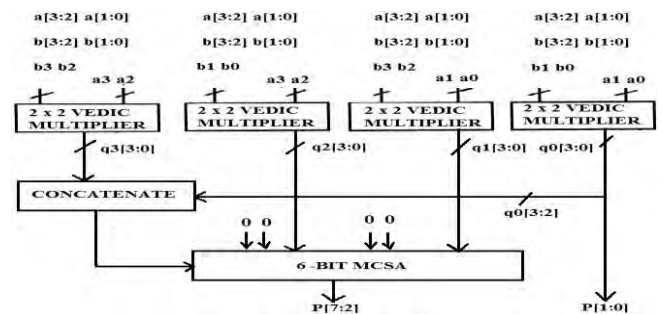 a[3:2] a[1:0] a[3:2] a[1:0] a[3:2] a[1:0] a[3:2] a[1:0]
b[3:2] b[1:0] b[3:2] b[1:0] b[3:2] b[1:0] b[3:2] b[1:0]
b3 b2 a3 a2 b1 b0 a3 a2 b3 b2 a1 a0 b1 b0 a1 a0
2 x 2 VEDIC MULTIPLIER
2 x 2 VEDIC MULTIPLIER
2 x 2 VEDIC MULTIPLIER
2 x 2 VEDIC MULTIPLIER
q3[3:0] q2[3:0] q1[3:0] q0[3:0]
CONCATENATE
q0[3:2]
0 0 0 0
6 -BIT MCSA
P[7:2] P[1:0]